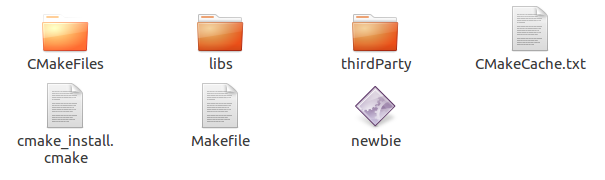 CMakeFiles
libs
thirdParty
CMakeCache.txt
cmake_install.
cmake
Makefile
newbie